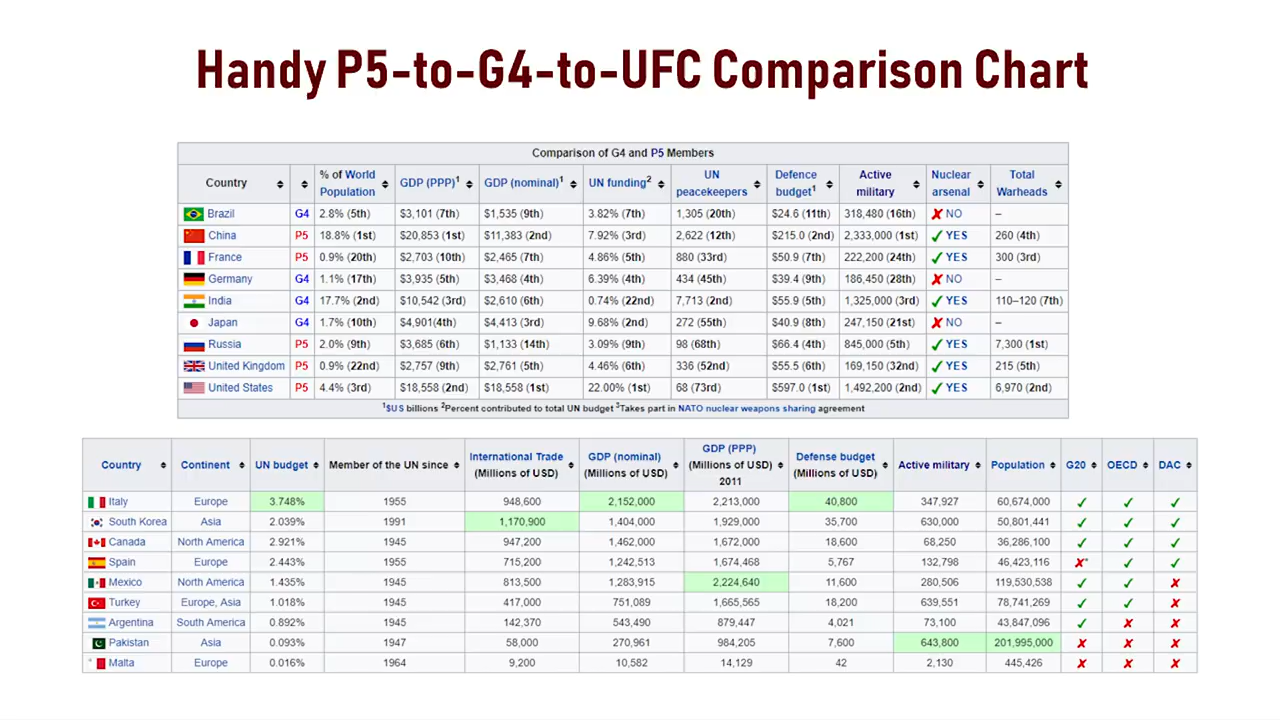 Handy P5-to-G4-to-UFC Comparison Chart
Comparison of G4 and P5 Members
Country % of World Population GDP (PPP)1 GDP (nominal)1 UN funding2 UN peacekeepers Defence budget1 Active military Nuclear arsenal Total Warheads
Brazil G4 2.8% (5th) $3,101 (7th) $1,535 (9th) 3.82% (7th) 1,305 (20th) $24.6 (11th) 318,480 (16th) ✘ NO –
China P5 18.8% (1st) $20,853 (1st) $11,383 (2nd) 7.92% (3rd) 2,622 (12th) $215.0 (2nd) 2,333,000 (1st) ✓ YES 260 (4th)
France P5 0.9% (20th) $2,703 (10th) $2,465 (7th) 4.86% (5th) 880 (33rd) $50.9 (7th) 222,200 (24th) ✓ YES 300 (3rd)
Germany G4 1.1% (17th) $3,935 (5th) $3,468 (4th) 6.39% (4th) 434 (45th) $39.4 (9th) 186,450 (28th) ✘ NO –
India G4 17.7% (2nd) $10,542 (3rd) $2,610 (6th) 0.74% (22nd) 7,713 (2nd) $55.9 (5th) 1,325,000 (3rd) ✓ YES 110–120 (7th)
Japan G4 1.7% (10th) $4,901(4th) $4,413 (3rd) 9.68% (2nd) 272 (55th) $40.9 (8th) 247,150 (21st) ✘ NO –
Russia P5 2.0% (9th) $3,685 (6th) $1,133 (14th) 3.09% (9th) 98 (68th) $66.4 (4th) 845,000 (5th) ✓ YES 7,300 (1st)
United Kingdom P5 0.9% (22nd) $2,757 (9th) $2,761 (5th) 4.46% (6th) 336 (52nd) $55.5 (6th) 169,150 (32nd) ✓ YES 215 (5th)
United States P5 4.4% (3rd) $18,558 (2nd) $18,558 (1st) 22.00% (1st) 68 (73rd) $597.0 (1st) 1,492,200 (2nd) ✓ YES 6,970 (2nd)
1$US billions 2Percent contributed to total UN budget 3Takes part in NATO nuclear weapons sharing agreement
Country Continent UN budget Member of the UN since International Trade (Millions of USD) GDP (nominal) (Millions of USD) GDP (PPP) (Millions of USD) 2011 Defense budget (Millions of USD) Active military Population G20 OECD DAC
Italy Europe 3.748% 1955 948,600 2,152,000 2,213,000 40,800 347,927 60,674,000 ✓ ✓ ✓
South Korea Asia 2.039% 1991 1,170,900 1,404,000 1,929,000 35,700 630,000 50,801,441 ✓ ✓ ✓
Canada North America 2.921% 1945 947,200 1,462,000 1,672,000 18,600 68,250 36,286,100 ✓ ✓ ✓
Spain Europe 2.443% 1955 715,200 1,242,513 1,674,468 5,767 132,798 46,423,116 ✘* ✓ ✓
Mexico North America 1.435% 1945 813,500 1,283,915 2,224,640 11,600 280,506 119,530,538 ✓ ✓ ✘
Turkey Europe, Asia 1.018% 1945 417,000 751,089 1,665,565 18,200 639,551 78,741,269 ✓ ✓ ✘
Argentina South America 0.892% 1945 142,370 543,490 879,447 4,021 73,100 43,847,096 ✓ ✘ ✘
Pakistan Asia 0.093% 1947 58,000 270,961 984,205 7,600 643,800 201,995,000 ✘ ✘ ✘
Malta Europe 0.016% 1964 9,200 10,582 14,129 42 2,130 445,426 ✘ ✘ ✘